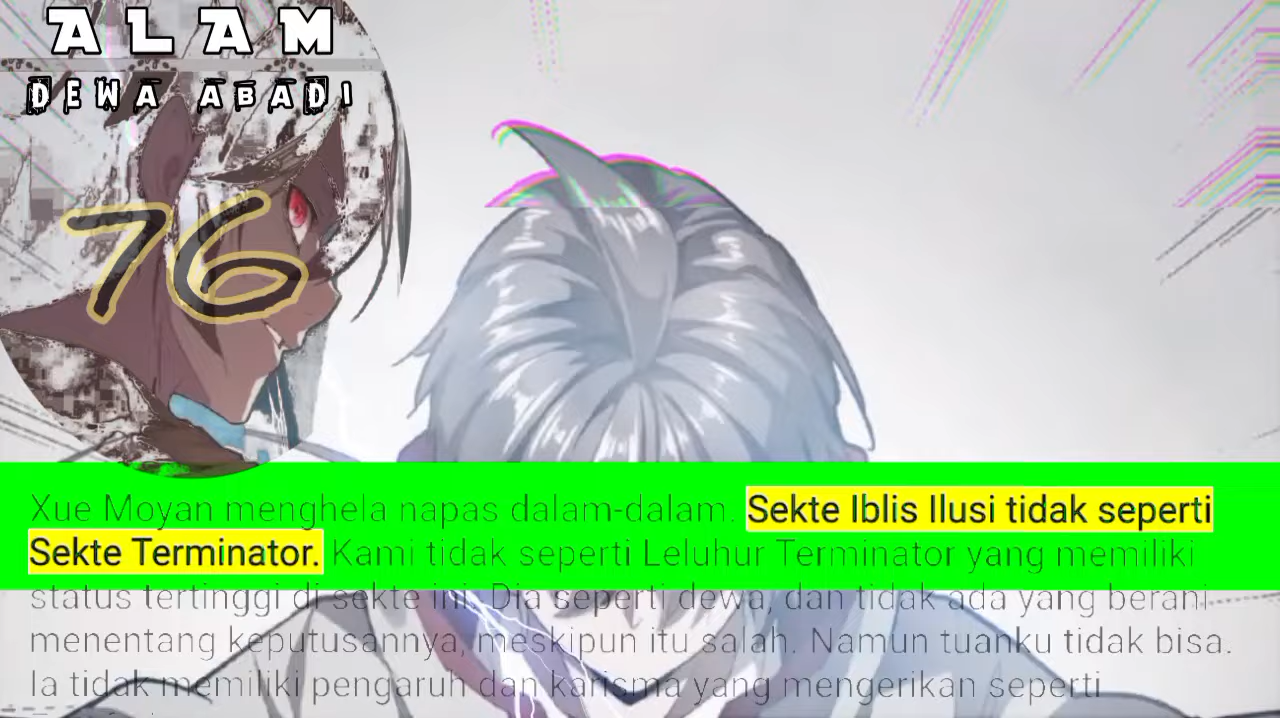 ALAM
DEWA ABADI
76
Xue Moyan menghela napas dalam-dalam. Sekte Iblis Ilusi tidak seperti
Sekte Terminator. Kami tidak seperti Leluhur Terminator yang memiliki
status tertinggi di sekte ini. Dia seperti dewa, dan tidak ada yang berani
menentang keputusannya, meskipun itu salah. Namun tuanku tidak bisa.
Ia tidak memiliki pengaruh dan karisma yang mengerikan seperti